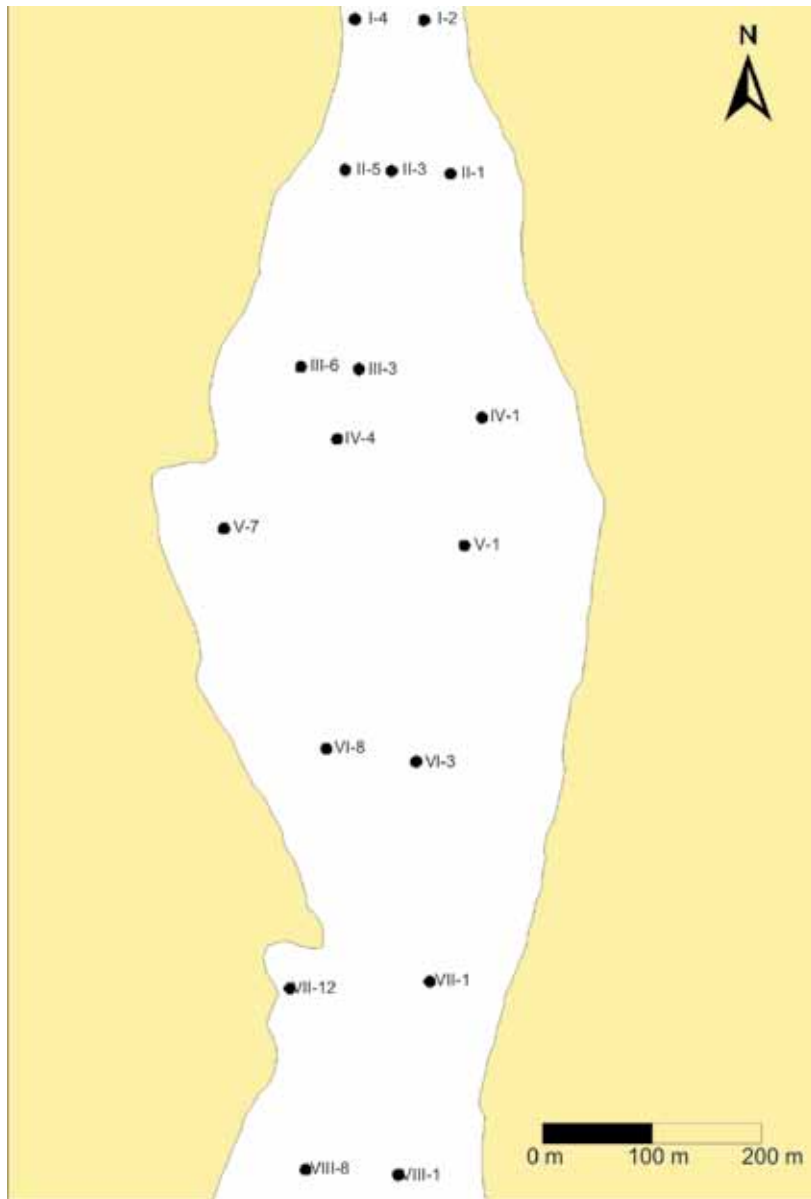 I-4 I-2
N
II-5 II-3 II-1
III-6 III-3
IV-1
IV-4
V-7
V-1
VI-8
VI-3
VII-12 VII-1
0 m 100 m 200 m
VIII-8 VIII-1